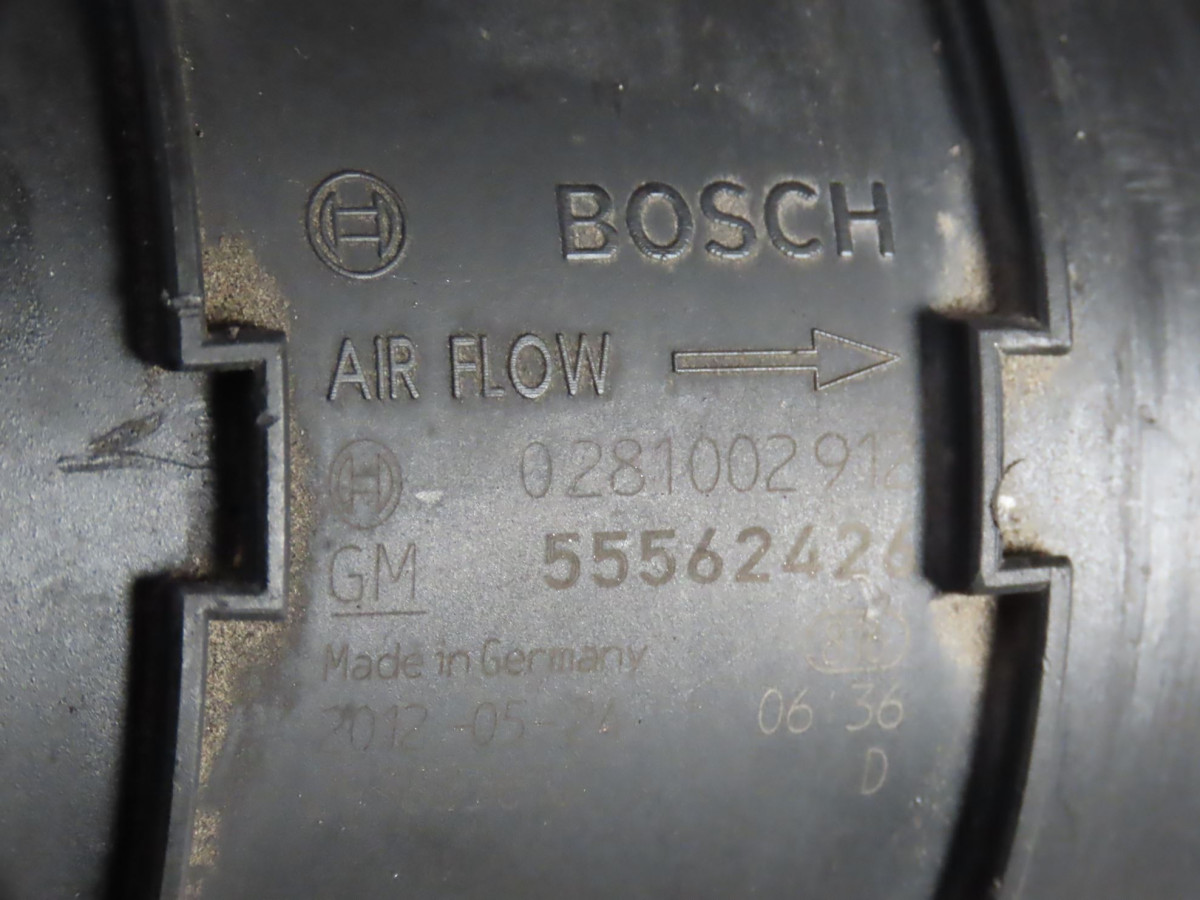 BOSCH
AIR FLOW
0281002912
GM 55562426
Made in Germany
2012-05-24 06 36
D